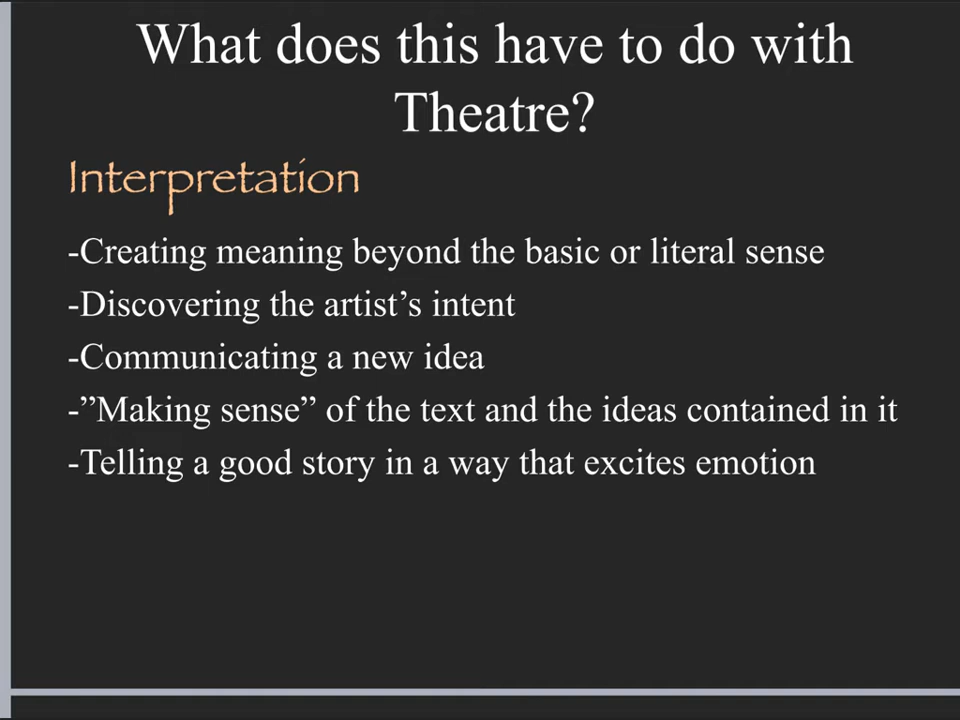 What does this have to do with
Theatre?
Interpretation
-Creating meaning beyond the basic or literal sense
-Discovering the artist’s intent
-Communicating a new idea
-”Making sense” of the text and the ideas contained in it
-Telling a good story in a way that excites emotion